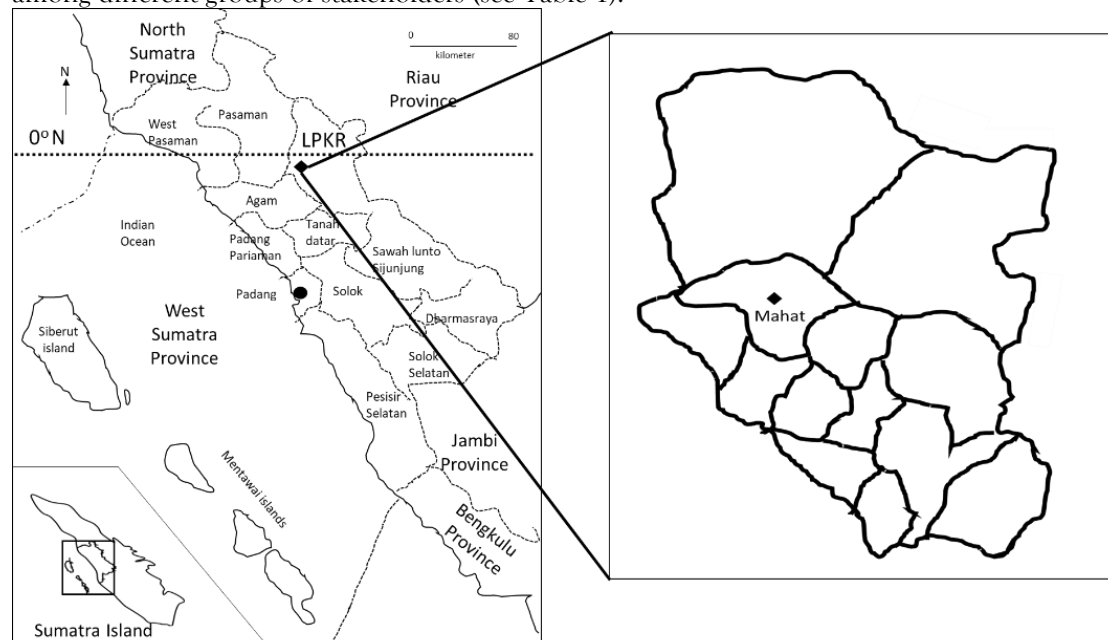 among different groups of stakeholders (see Table 1).
North
Sumatra
Province
0
80
kilometer
Riau
Province
N
West
Pasaman
Pasaman
0° N
LPKR
Agam
Tanah
datar
Indian
Ocean
Padang
Pariaman
Sawah lunto
Sijunjung
Padang
Solok
West
Sumatra
Province
Siberut
island
Dharmasraya
Solok
Selatan
Pesisir
Selatan
Jambi
Province
Mentawai islands
Bengkulu
Province
Sumatra Island
Mahat